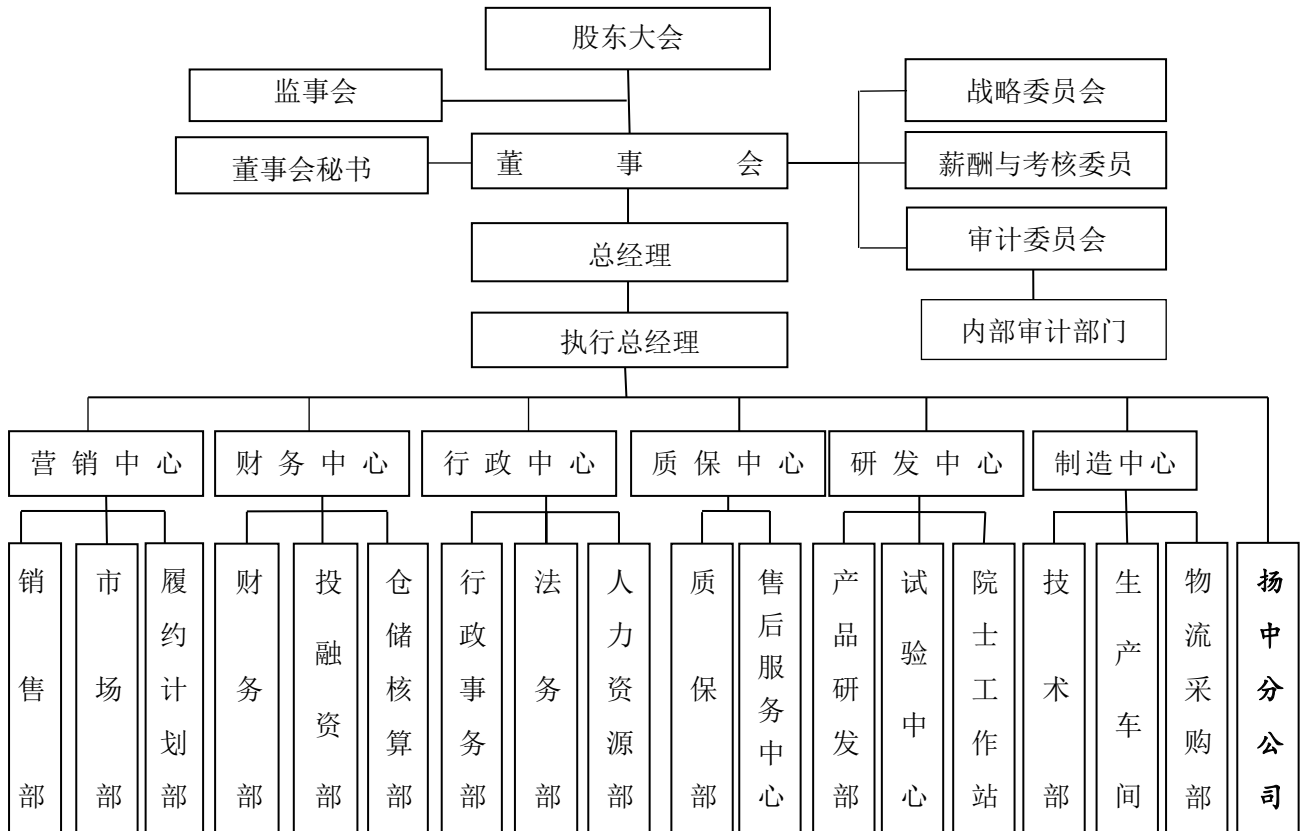 股东大会
监事会
战略委员会
董事会秘书
董事会
薪酬与考核委员
总经理
审计委员会
执行总经理
内部审计部门
营销中心
财务中心
行政中心
质保中心
研发中心
制造中心
销售部
市场部
履约计划部
财务部
投融资部
仓储核算部
行政事务部
法务部
人力资源部
质保部
售后服务中心
产品研发部
试验中心
院士工作站
技术部
生产车间
物流采购部
扬中分公司